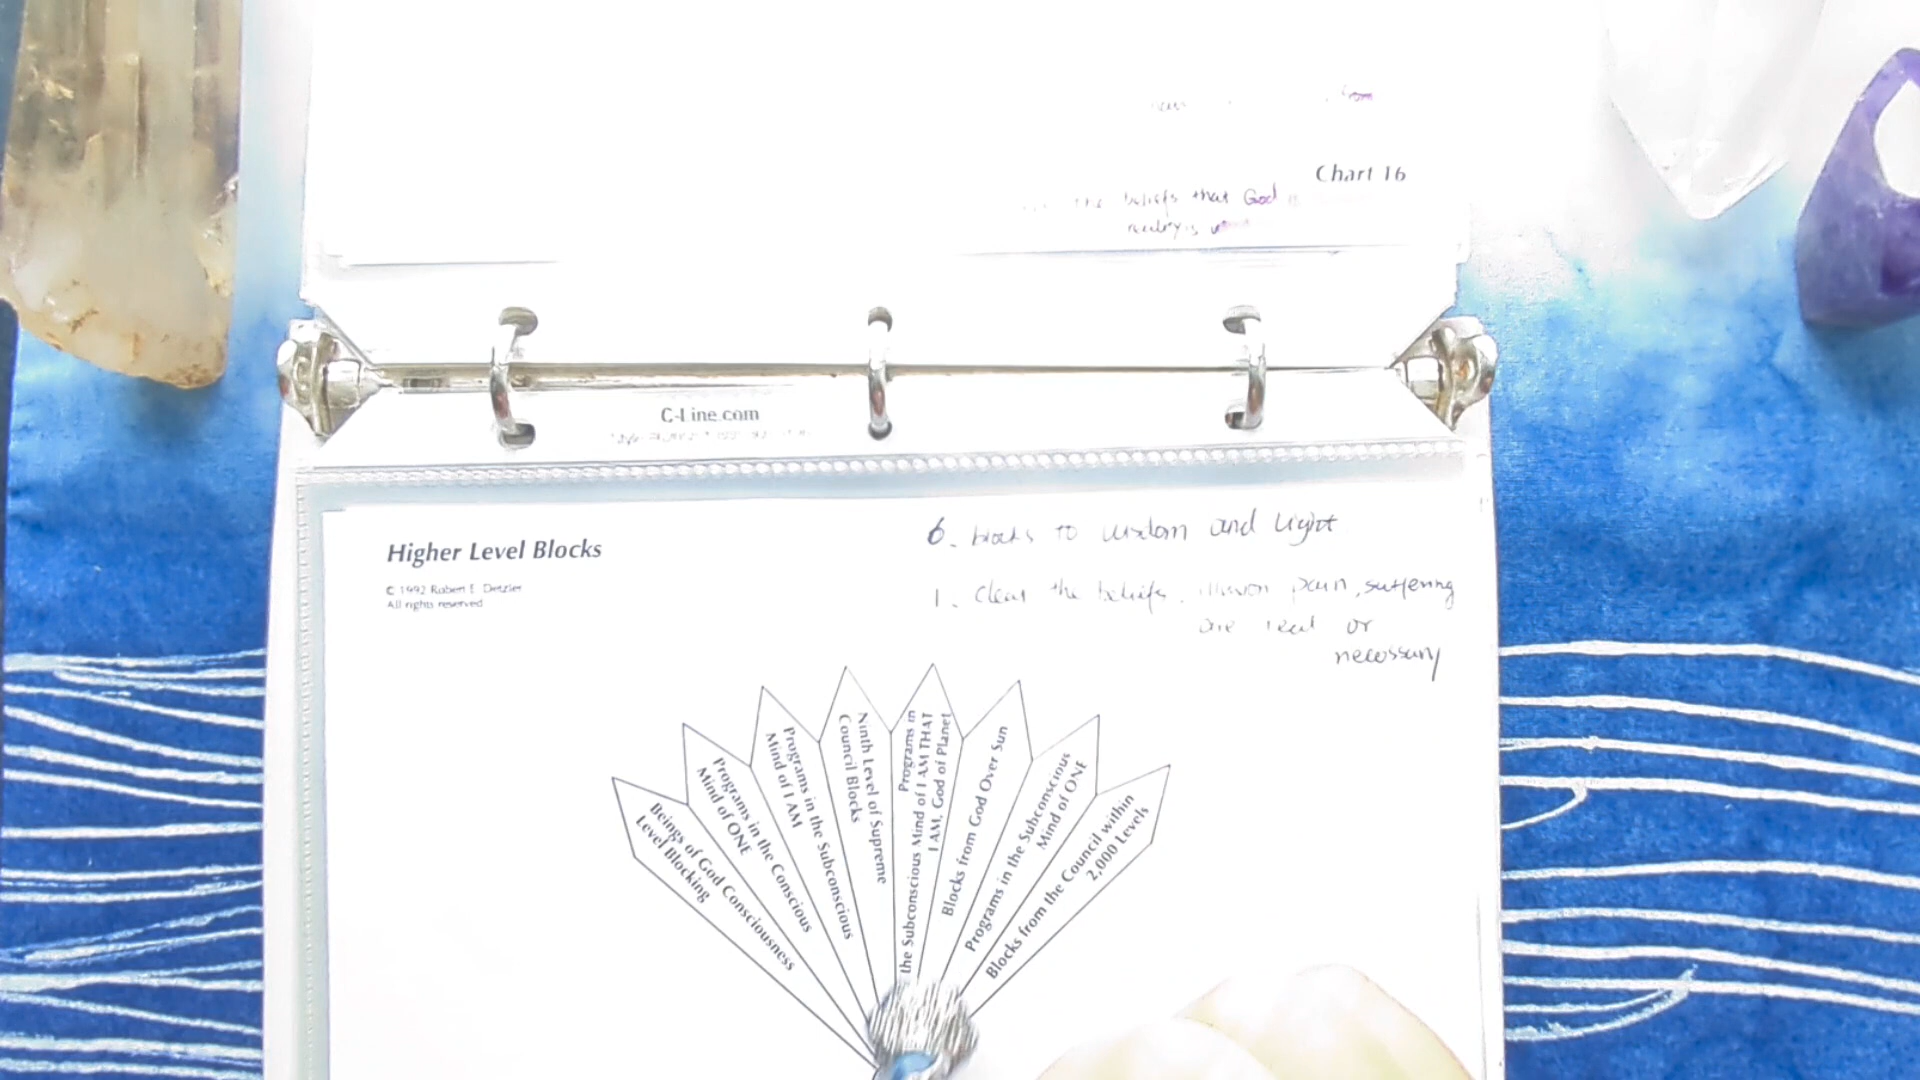 from
Chart 16
the beliefs that God is
C-Line.com
Higher Level Blocks
© 1992 Robert E. Detzler
All rights reserved
6. blocks to wisdom and Light
1. Clear the beliefs, illusion pain, suffering
are real or
necessary
Beings of God Consciousness
Level Blocking
Programs in the Conscious
Mind of ONE
Programs in the Subconscious
Mind of I AM
Ninth Level of Supreme
Council Blocks
Programs in
the Subconscious Mind of I AM THAT
I AM, God of Planet
Blocks from God Over Sun
Programs in the Subconscious
Mind of ONE
Blocks from the Council within
2,000 Levels